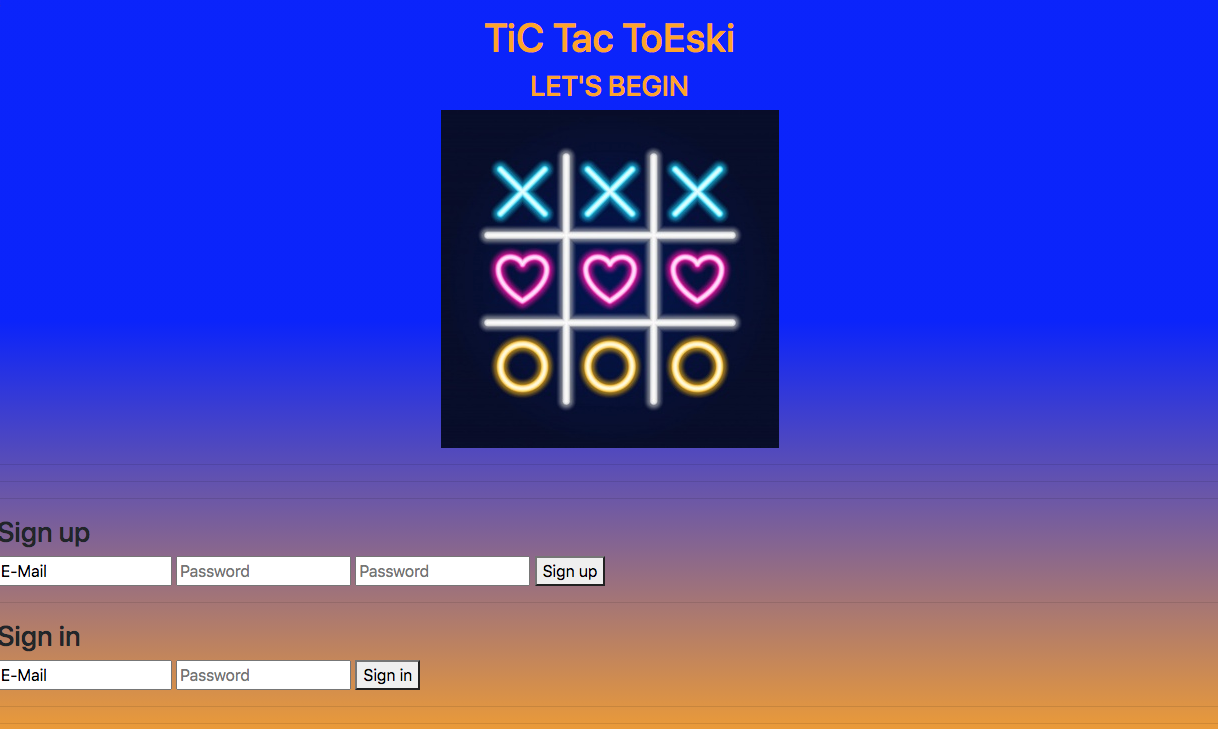 TiC Tac ToEski
LET'S BEGIN
Sign up
E-Mail Password Password Sign up
Sign in
E-Mail Password Sign in